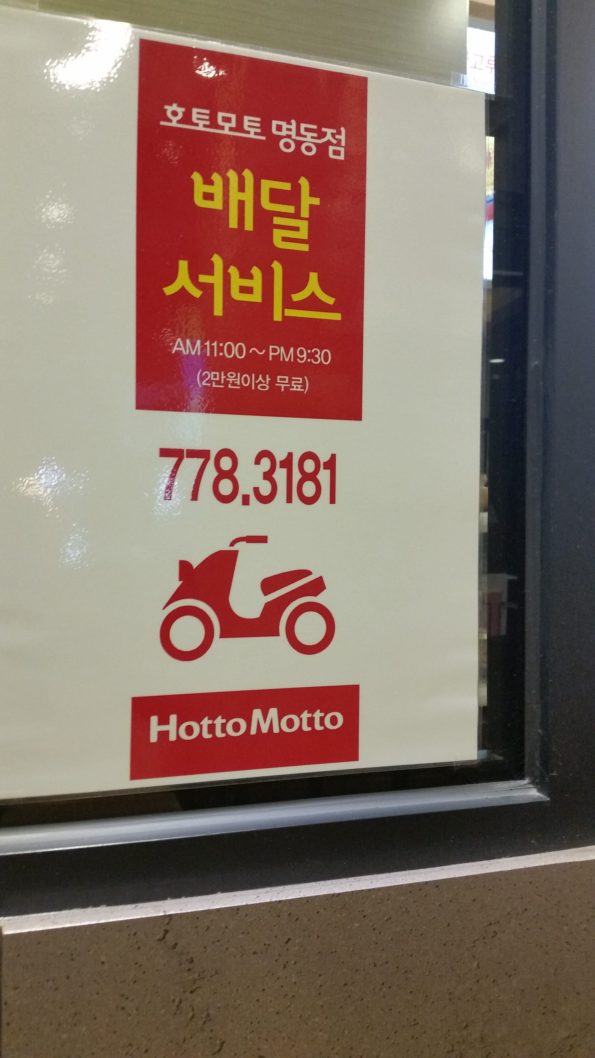 호토모토 명동점
배달
서비스
AM 11:00 ~ PM 9:30
(2만원이상 무료)
778.3181
HottoMotto